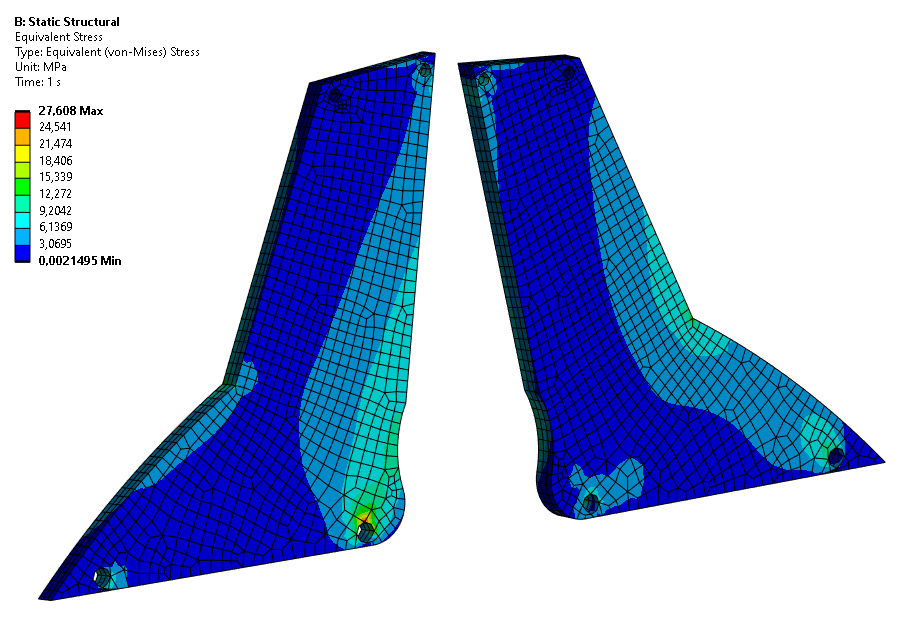 B: Static Structural
Equivalent Stress
Type: Equivalent (von-Mises) Stress
Unit: MPa
Time: 1 s
27,608 Max
24,541
21,474
18,406
15,339
12,272
9,2042
6,1369
3,0695
0,0021495 Min